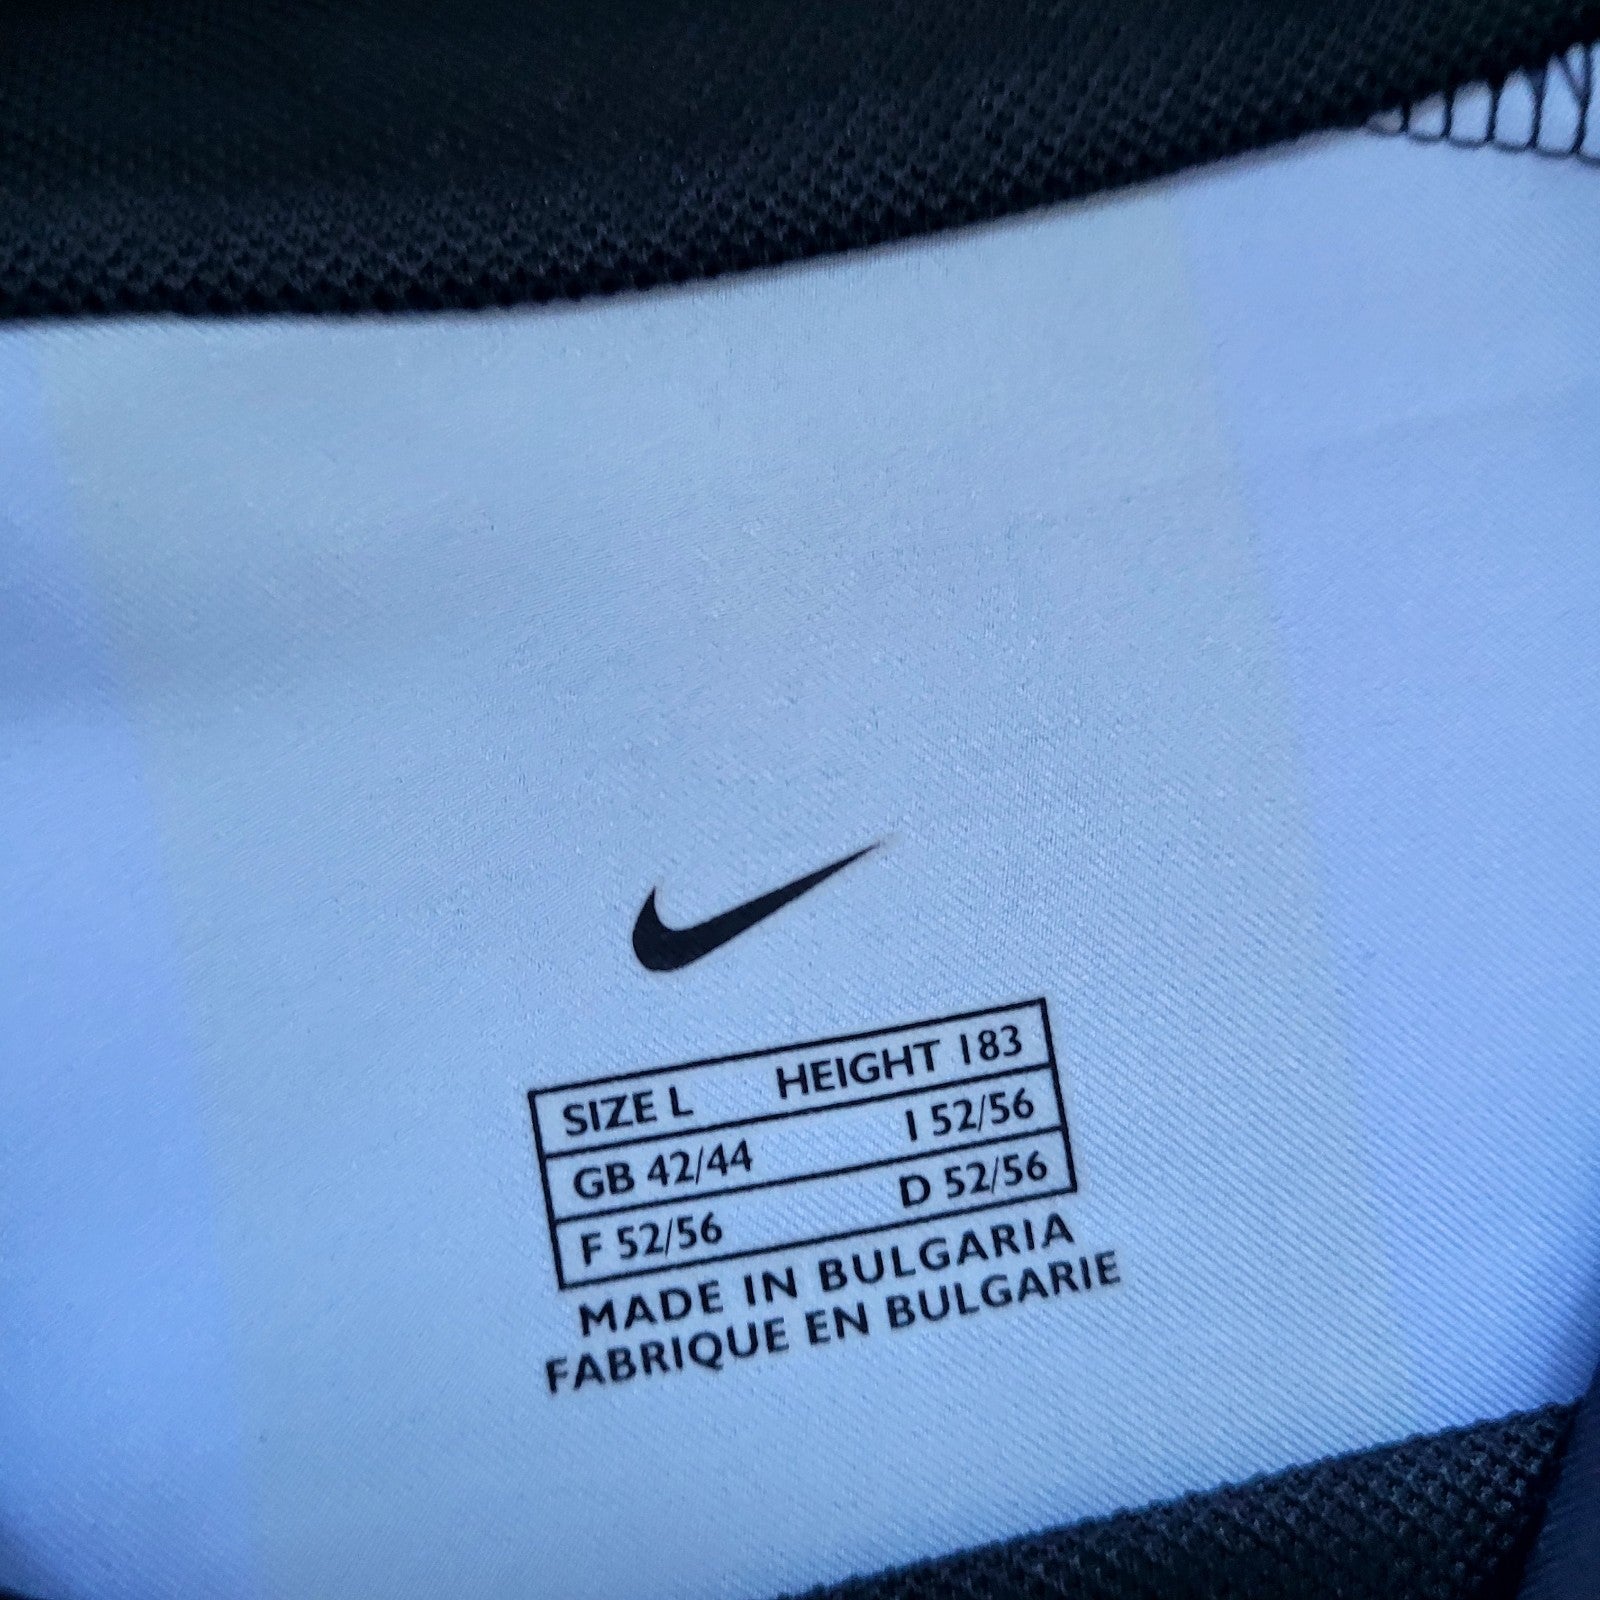 SIZE L HEIGHT 183
GB 42/44 I 52/56
F 52/56 D 52/56
MADE IN BULGARIA
FABRIQUE EN BULGARIE